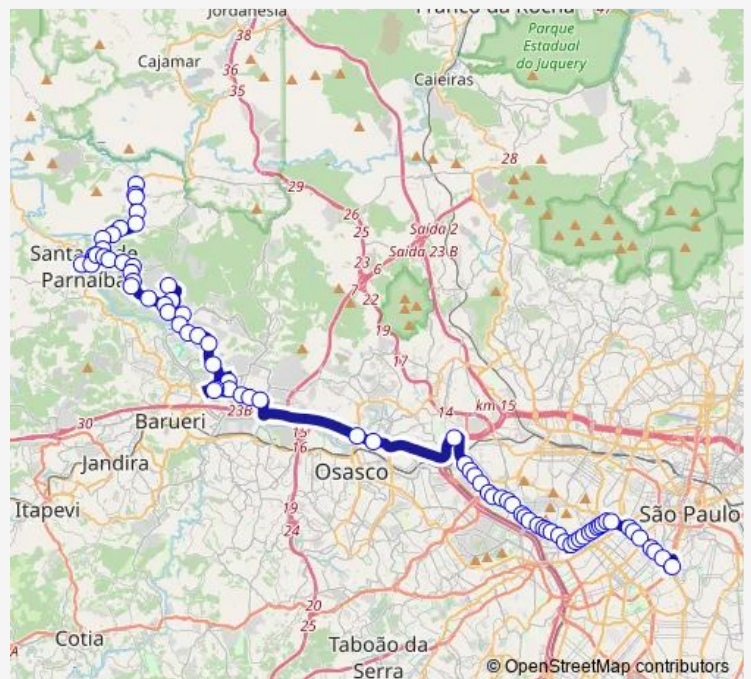 Jordanésia
Franco da Rocha
47
Parque
Estadual
do Juquery
38
Cajamar
36
Caieiras
35
28
29
26
Saída 2
25
Saída 23 B
Santana de
Parnaíba
23
6
7
22
19
17
14
km 15
30
23B
Barueri
15
16
Jandira
Osasco
Itapevi
São Paulo
19
24
20
25
Cotia
Taboão da
Serra
© OpenStreetMap contributors